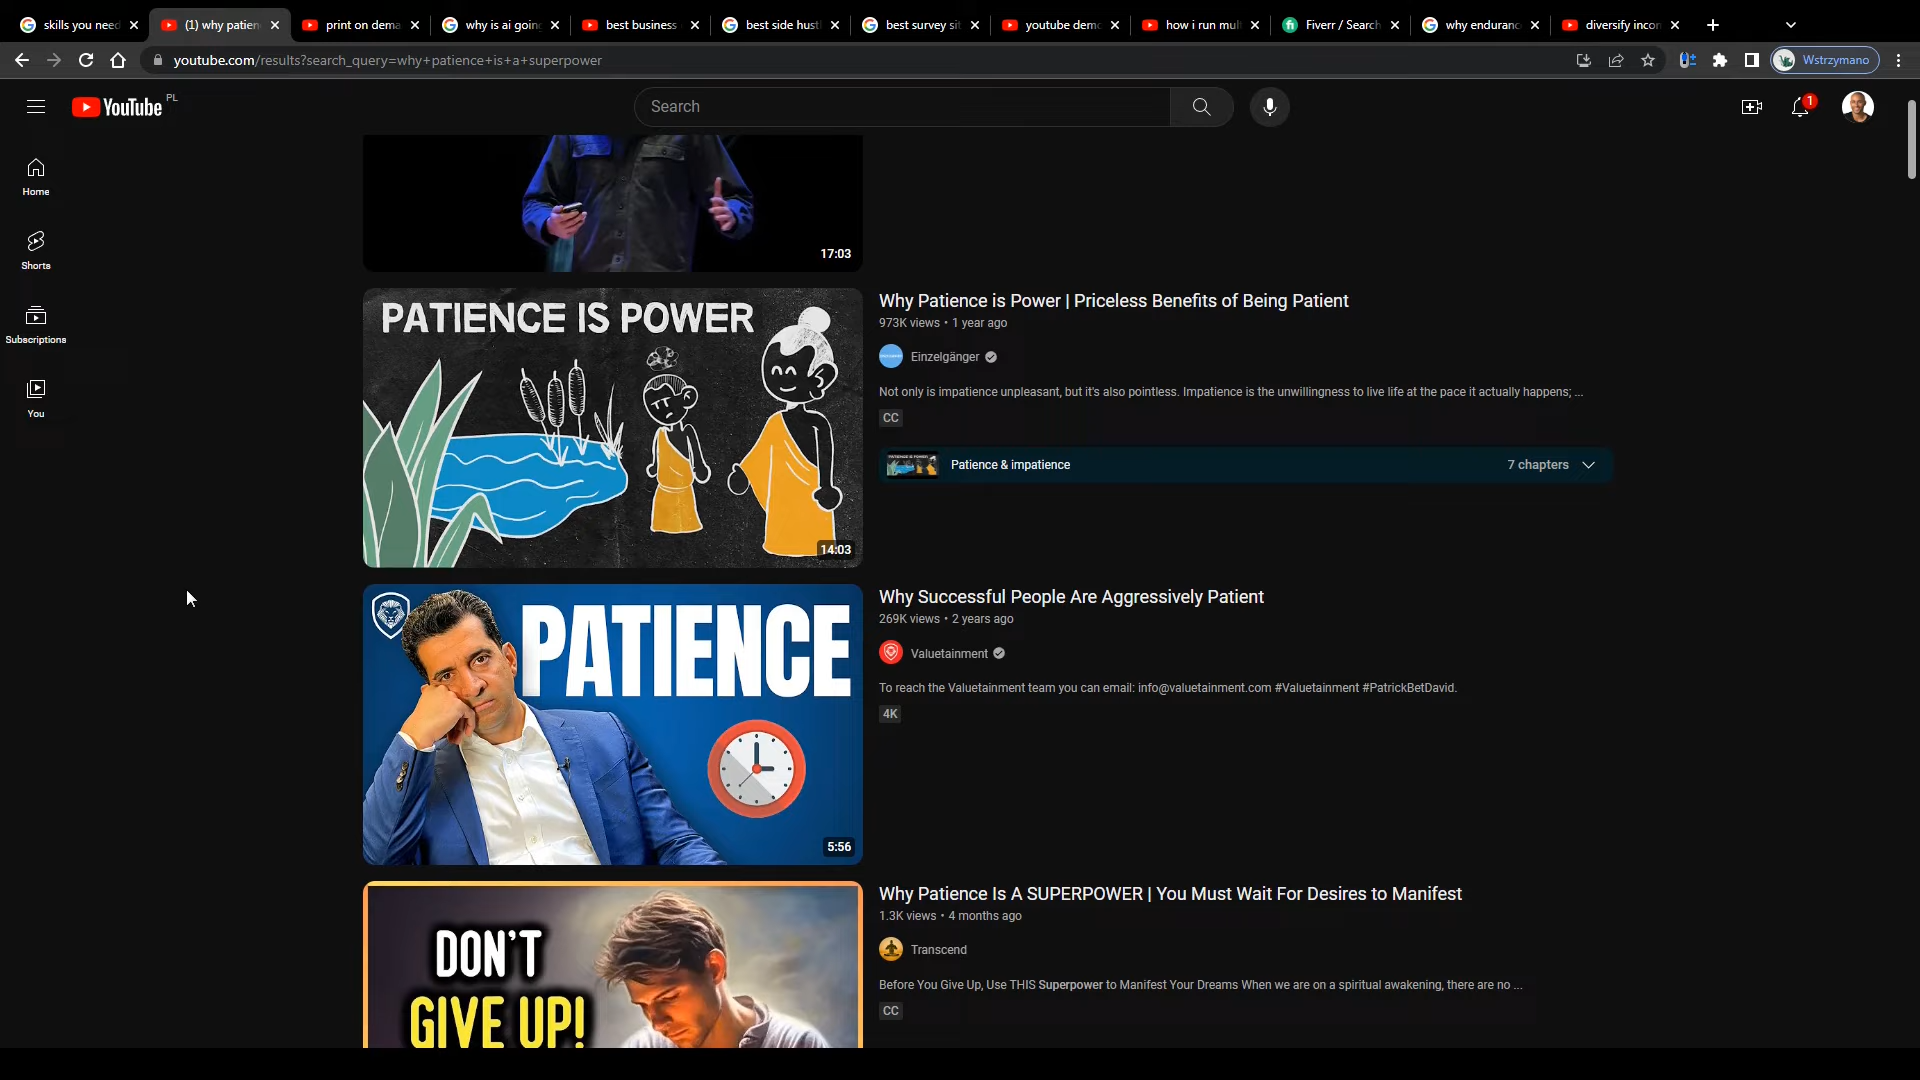 skills you need
(1) why patien
print on dema
why is ai goin
best business
best side hust
best survey sit
youtube demo
how i run mul
Fiverr / Search
why enduranc
diversify incon
youtube.com/results?search_query=why+patience+is+a+superpower
Wstrzymano
YouTube PL
Search
1
Home
Shorts
Subscriptions
You
17:03
PATIENCE IS POWER
14:03
Why Patience is Power | Priceless Benefits of Being Patient
973K views • 1 year ago
Einzelgänger
Not only is impatience unpleasant, but it's also pointless. Impatience is the unwillingness to live life at the pace it actually happens; ...
CC
Patience & impatience
7 chapters
PATIENCE
5:56
Why Successful People Are Aggressively Patient
269K views • 2 years ago
Valuetainment
To reach the Valuetainment team you can email: info@valuetainment.com #Valuetainment #PatrickBetDavid.
4K
DON'T
GIVE UP!
Why Patience Is A SUPERPOWER | You Must Wait For Desires to Manifest
1.3K views • 4 months ago
Transcend
Before You Give Up, Use THIS Superpower to Manifest Your Dreams When we are on a spiritual awakening, there are no ...
CC